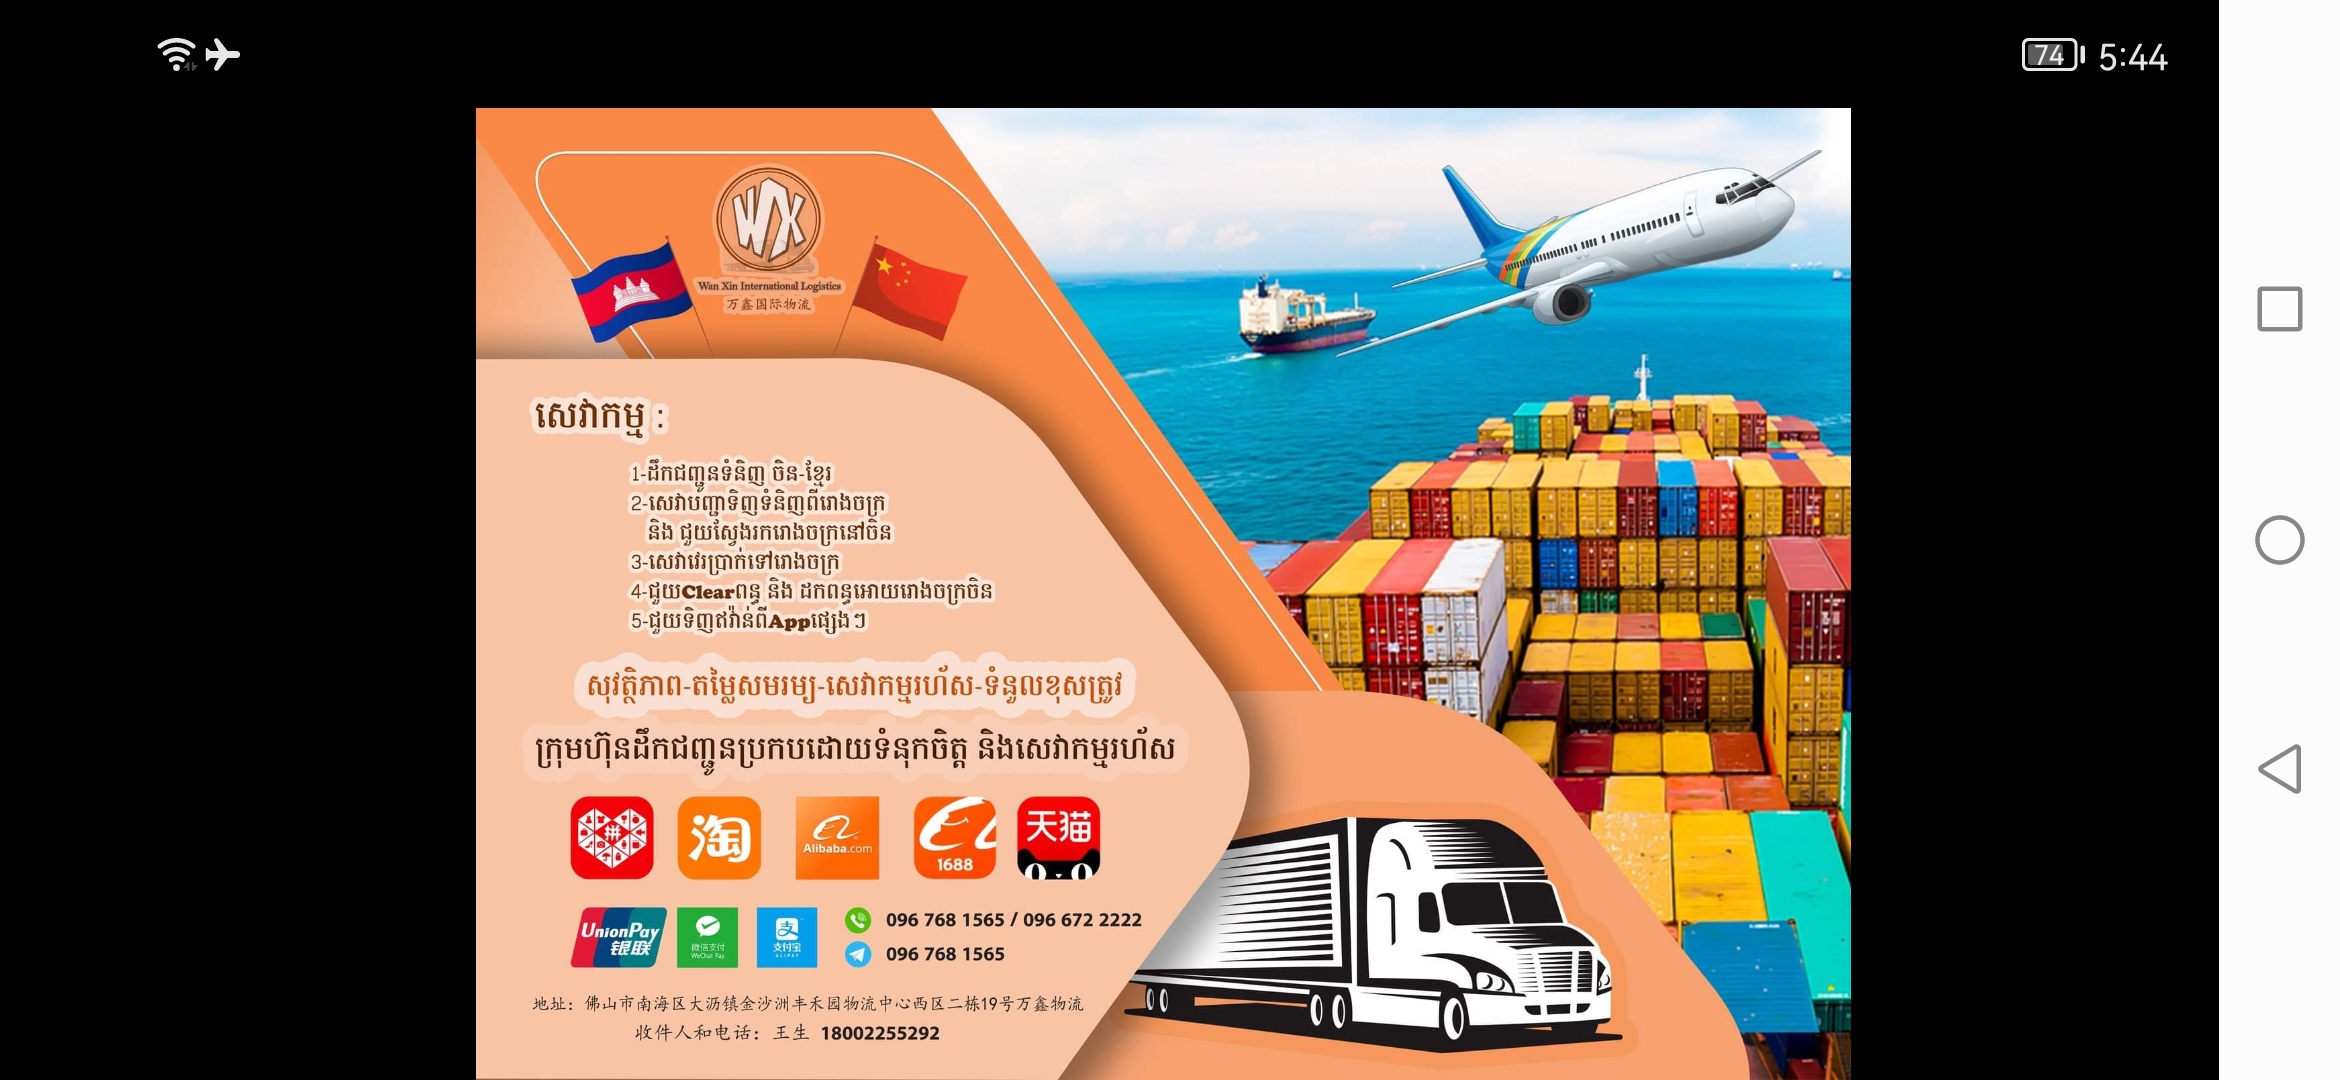 74 5:44
WX
Wan Xin International Logistics
万鑫国际物流
សេវាកម្ម :
1-ដឹកជញ្ជូនទំនិញ ចិន-ខ្មែរ
2-សេវាបញ្ជាទិញទំនិញពីរោងចក្រ
និង ជួយស្វែងរករោងចក្រនៅចិន
3-សេវាវេរប្រាក់ទៅរោងចក្រ
4-ជួយClearពន្ធ និង ដកពន្ធអោយរោងចក្រចិន
5-ជួយទិញឥវ៉ាន់ពីAppផ្សេងៗ
សុវត្ថិភាព-តម្លៃសមរម្យ-សេវាកម្មរហ័ស-ទំនួលខុសត្រូវ
ក្រុមហ៊ុនដឹកជញ្ជូនប្រកបដោយទំនុកចិត្ត និងសេវាកម្មរហ័ស
拼 淘 Alibaba.com 1688 天猫
UnionPay 银联 微信支付 WeChat Pay 支 支付宝 ALIPAY
096 768 1565 / 096 672 2222
096 768 1565
地址：佛山市南海区大沥镇金沙洲丰禾园物流中心西区二栋19号万鑫物流
收件人和电话：王生 18002255292